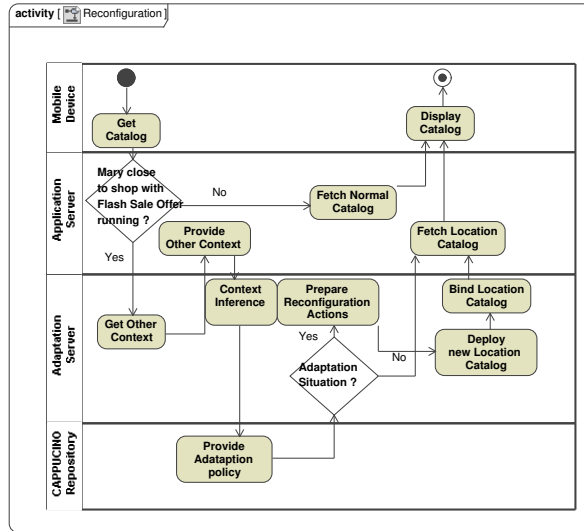 activity [ Reconfiguration ]
Mobile
Device
Get
Catalog
Display
Catalog
Application
Server
Mary close
to shop with
Flash Sale Offer
running ?
No
Yes
Fetch Normal
Catalog
Provide
Other Context
Fetch Location
Catalog
Adaptation
Server
Get Other
Context
Context
Inference
Prepare
Reconfiguration
Actions
Yes
No
Adaptation
Situation ?
Bind Location
Catalog
Deploy
new Location
Catalog
CAPPUCINO
Repository
Provide
Adataption
policy